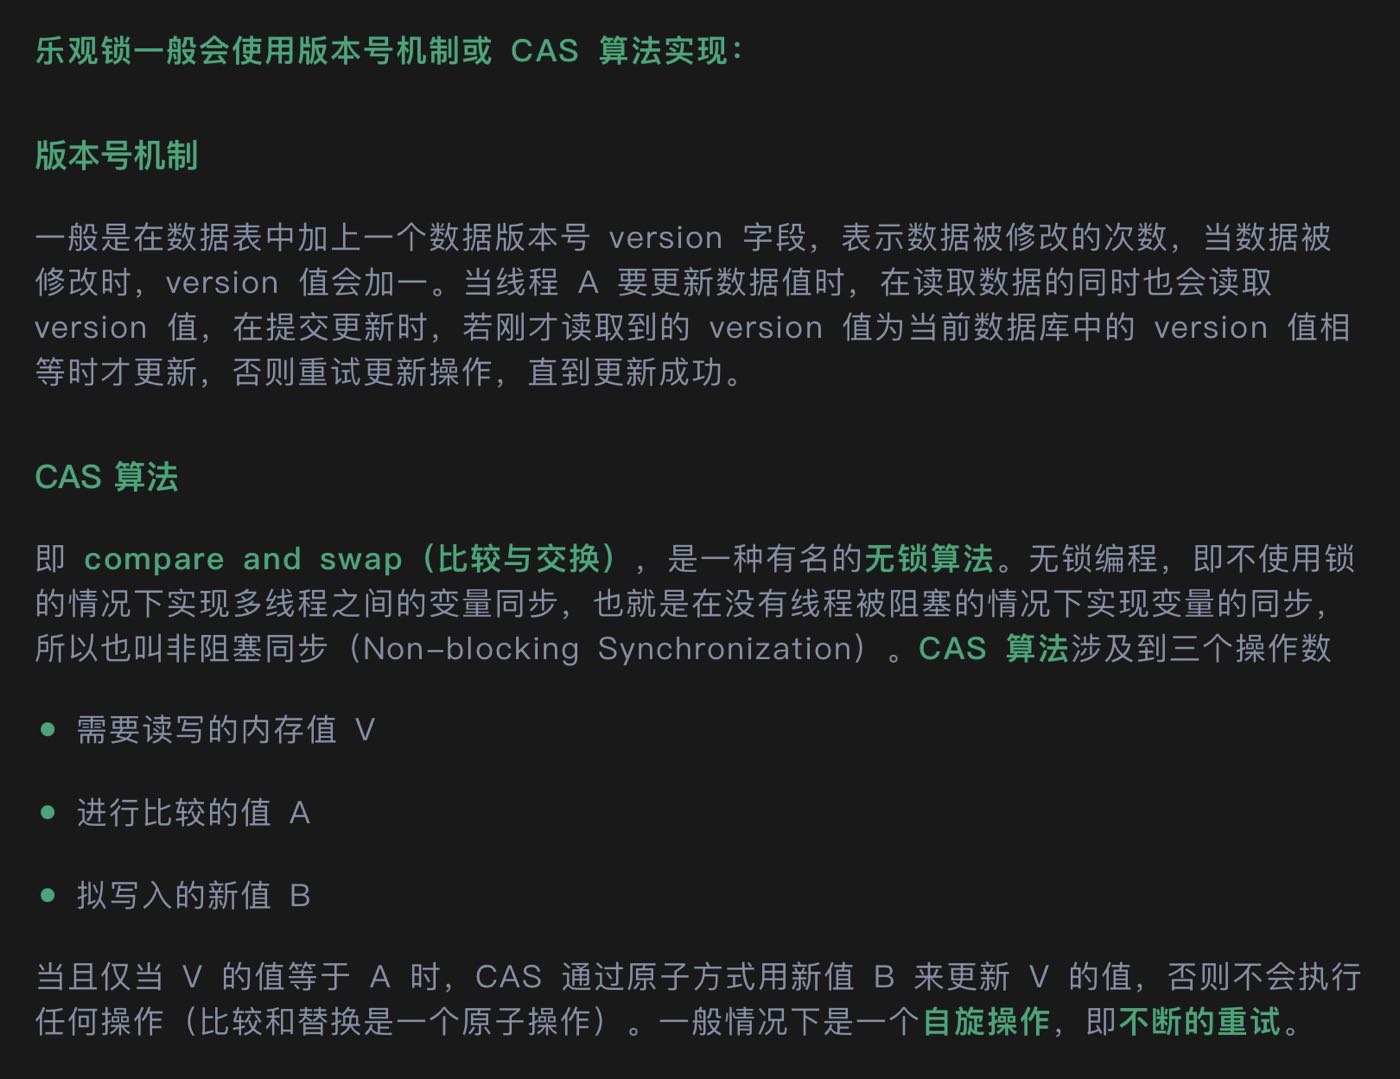 乐观锁一般会使用版本号机制或 CAS 算法实现：
版本号机制
一般是在数据表中加上一个数据版本号 version 字段，表示数据被修改的次数，当数据被
修改时，version 值会加一。当线程 A 要更新数据值时，在读取数据的同时也会读取
version 值，在提交更新时，若刚才读取到的 version 值为当前数据库中的 version 值相
等时才更新，否则重试更新操作，直到更新成功。
CAS 算法
即 compare and swap（比较与交换），是一种有名的无锁算法。无锁编程，即不使用锁
的情况下实现多线程之间的变量同步，也就是在没有线程被阻塞的情况下实现变量的同步，
所以也叫非阻塞同步（Non-blocking Synchronization）。CAS 算法涉及到三个操作数
● 需要读写的内存值 V
● 进行比较的值 A
● 拟写入的新值 B
当且仅当 V 的值等于 A 时，CAS 通过原子方式用新值 B 来更新 V 的值，否则不会执行
任何操作（比较和替换是一个原子操作）。一般情况下是一个自旋操作，即不断的重试。